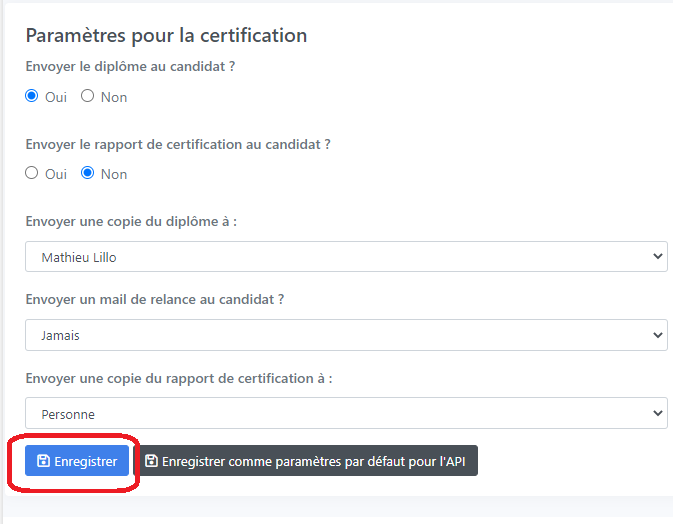 Paramètres pour la certification
Envoyer le diplôme au candidat ?
Oui Non
Envoyer le rapport de certification au candidat ?
Oui Non
Envoyer une copie du diplôme à :
Mathieu Lillo
Envoyer un mail de relance au candidat ?
Jamais
Envoyer une copie du rapport de certification à :
Personne
Enregistrer Enregistrer comme paramètres par défaut pour l'API